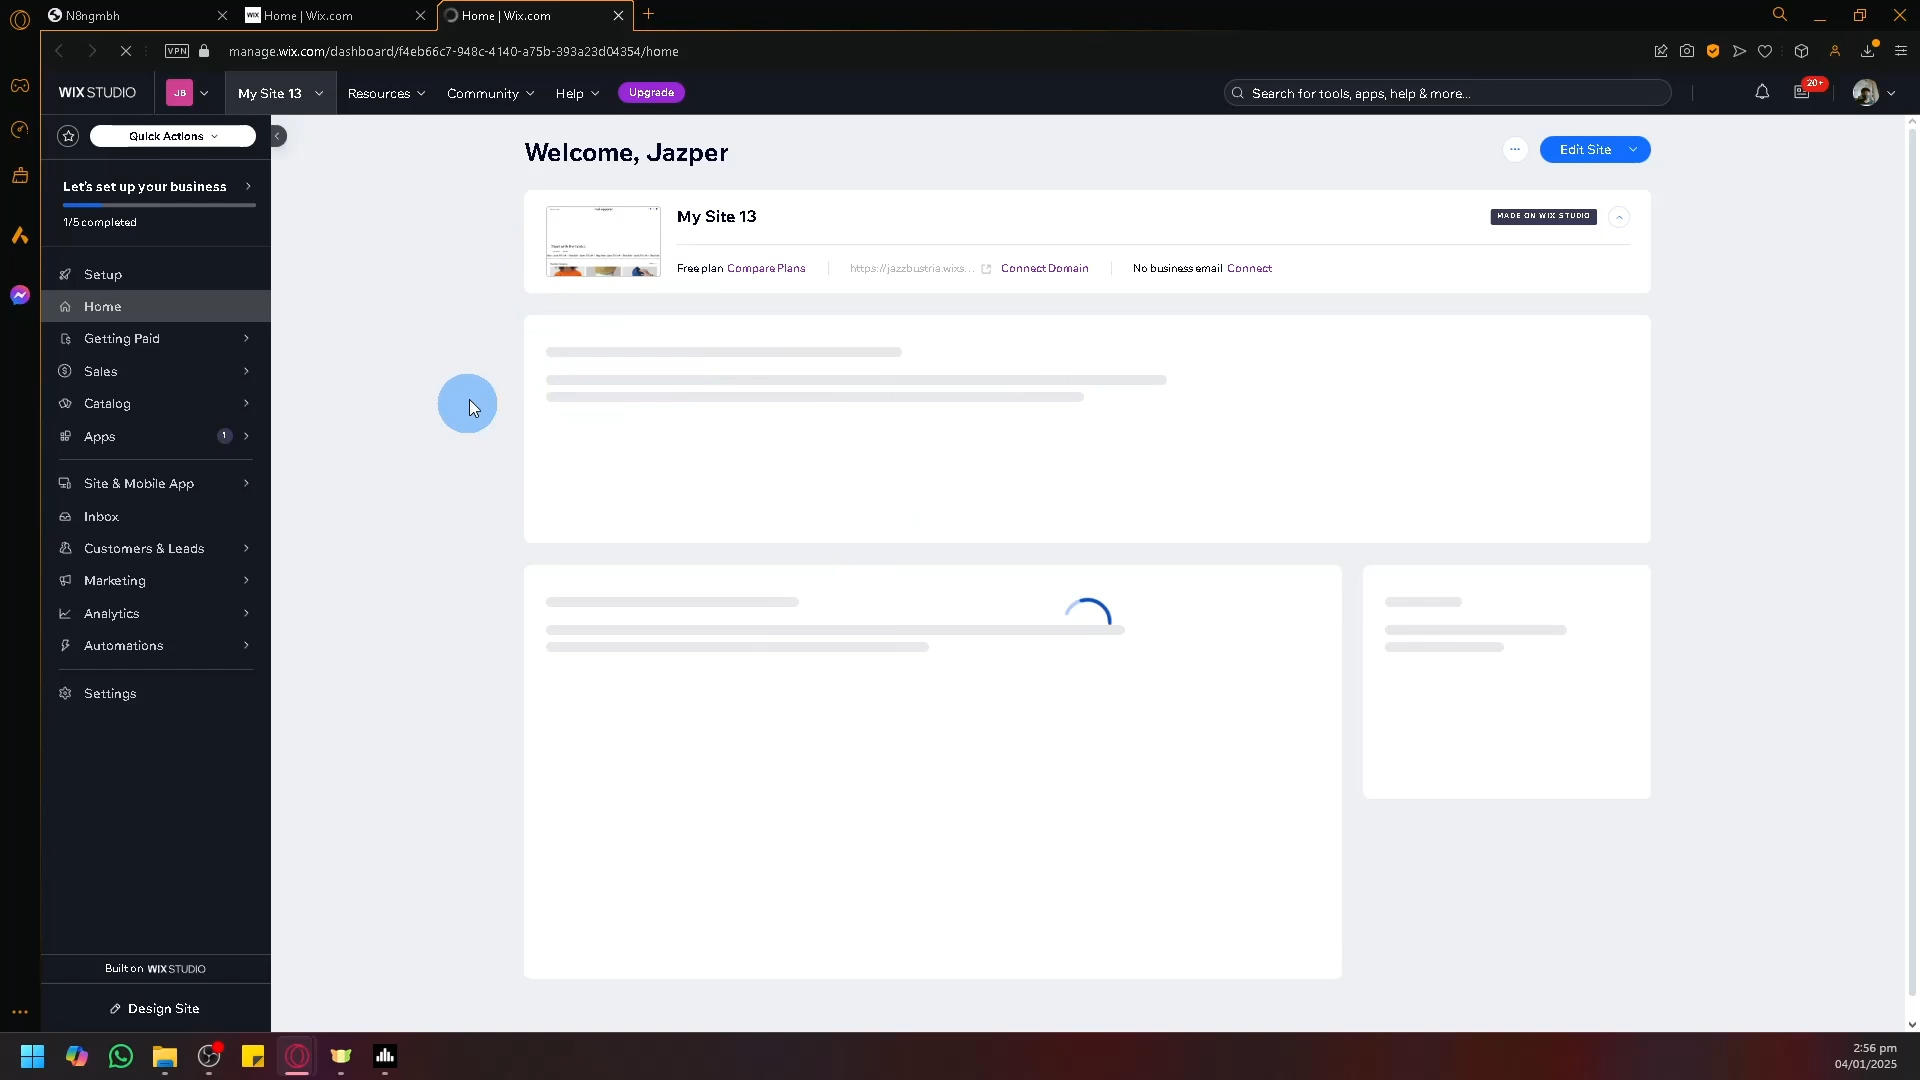 N8ngmbh
WIX Home | Wix.com
Home | Wix.com
VPN
manage.wix.com/dashboard/f4eb66c7-948c-4140-a75b-393a23d04354/home
WIX STUDIO
JB
My Site 13
Resources
Community
Help
Upgrade
Search for tools, apps, help & more...
20+
Quick Actions
Let's set up your business
1/5 completed
Setup
Home
Getting Paid
Sales
Catalog
Apps
1
Site & Mobile App
Inbox
Customers & Leads
Marketing
Analytics
Automations
Settings
Built on WIX STUDIO
Design Site
Welcome, Jazper
Edit Site
My Site 13
MADE ON WIX STUDIO
Free plan Compare Plans
https://jazzbustria.wixs... Connect Domain
No business email Connect
2:56 pm
04/01/2025